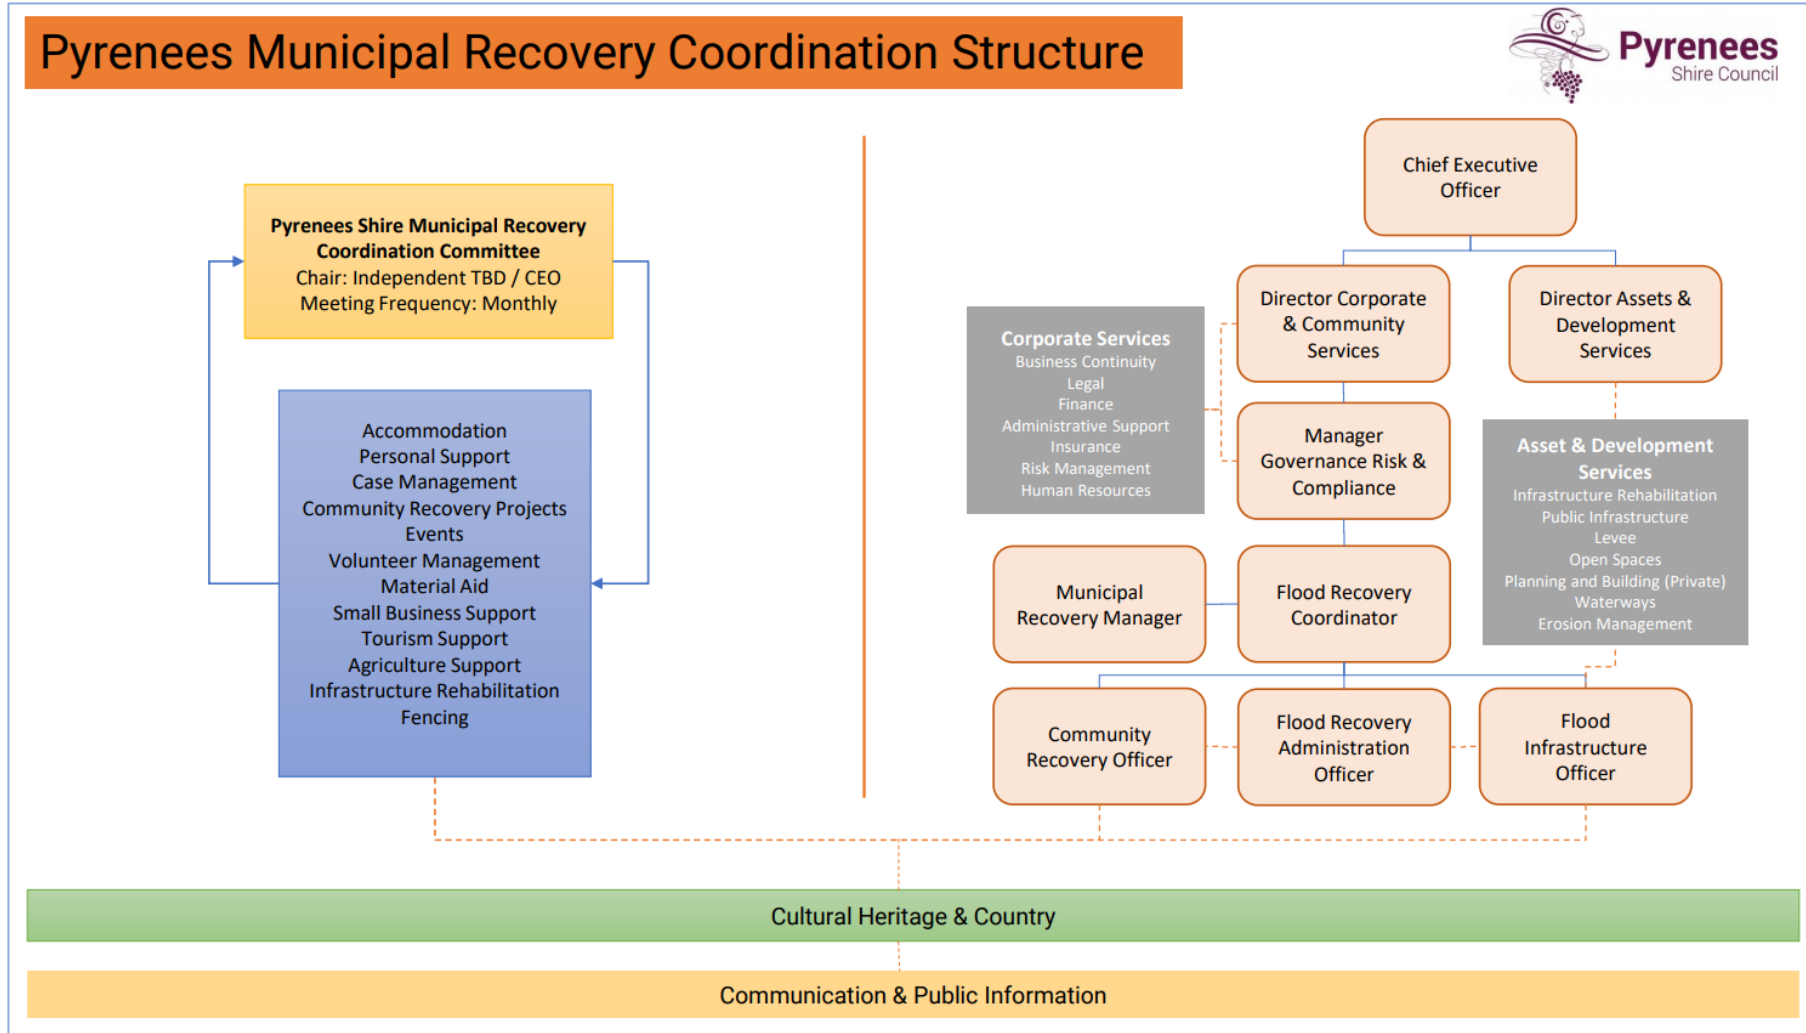 Pyrenees Municipal Recovery Coordination Structure
Pyrenees
Shire Council
Pyrenees Shire Municipal Recovery
Coordination Committee
Chair: Independent TBD / CEO
Meeting Frequency: Monthly
Accommodation
Personal Support
Case Management
Community Recovery Projects
Events
Volunteer Management
Material Aid
Small Business Support
Tourism Support
Agriculture Support
Infrastructure Rehabilitation
Fencing
Chief Executive
Officer
Director Corporate
& Community
Services
Director Assets &
Development
Services
Corporate Services
Business Continuity
Legal
Finance
Administrative Support
Insurance
Risk Management
Human Resources
Manager
Governance Risk &
Compliance
Asset & Development
Services
Infrastructure Rehabilitation
Public Infrastructure
Levee
Open Spaces
Planning and Building (Private)
Waterways
Erosion Management
Municipal
Recovery Manager
Flood Recovery
Coordinator
Community
Recovery Officer
Flood Recovery
Administration
Officer
Flood
Infrastructure
Officer
Cultural Heritage & Country
Communication & Public Information